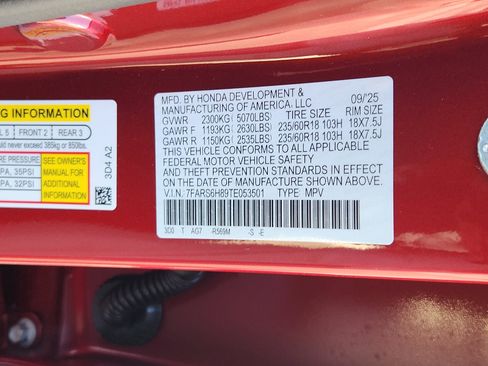 MFD. BY HONDA DEVELOPMENT & 09/'25
MANUFACTURING OF AMERICA, LLC
GVWR 2300KG (5070LBS) TIRE SIZE RIM SIZE
GAWR F 1193KG (2630LBS) 235/60R18 103H 18X7.5J
GAWR R 1150KG (2535LBS) 235/60R18 103H 18X7.5J
THIS VEHICLE CONFORMS TO ALL APPLICABLE
FEDERAL MOTOR VEHICLE SAFETY
AND THEFT PREVENTION STANDARDS IN EFFECT
ON THE DATE OF MANUFACTURE SHOWN ABOVE.
V.I.N.: 7FARS6H89TE053501 TYPE: MPV
3D0 T AG7 R569M -S -E
NG INFORMATION
L 5 FRONT 2 REAR 3
ld never exceed 385kg or 850lbs.
E PRESSURE SEE OWNER'S
PA, 35PSI MANUAL FOR
ADDITIONAL
PA, 32PSI INFORMATION
3D4 A2